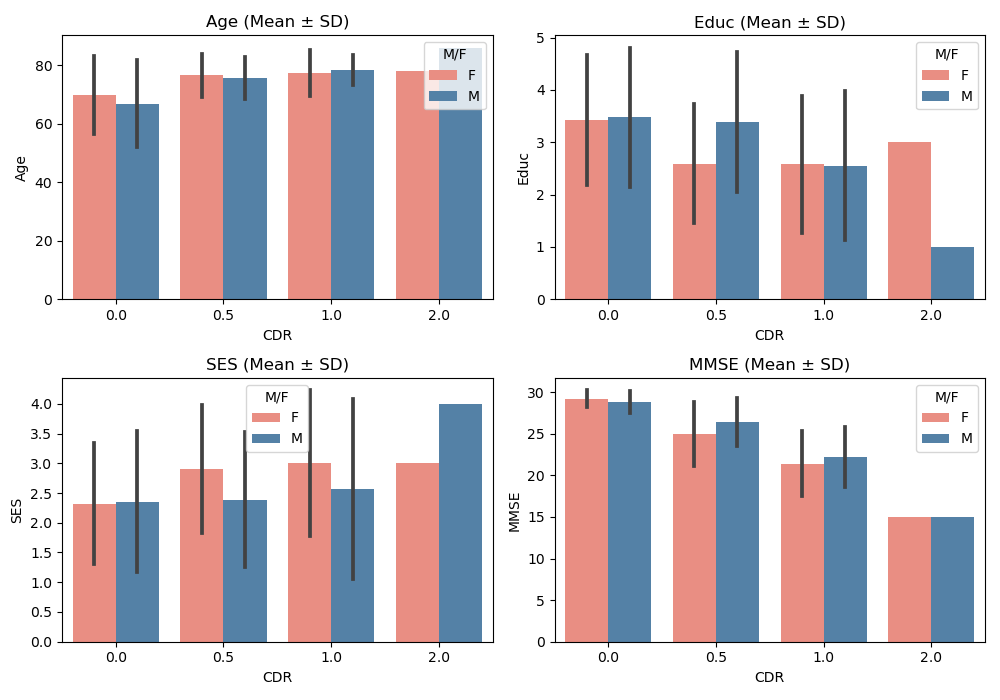 Age (Mean ± SD)
M/F
F
M
80
60
40
20
0
Age
0.0 0.5 1.0 2.0
CDR
Educ (Mean ± SD)
M/F
F
M
5
4
3
2
1
0
Educ
0.0 0.5 1.0 2.0
CDR
SES (Mean ± SD)
M/F
F
M
4.0
3.5
3.0
2.5
2.0
1.5
1.0
0.5
0.0
SES
0.0 0.5 1.0 2.0
CDR
MMSE (Mean ± SD)
M/F
F
M
30
25
20
15
10
5
0
MMSE
0.0 0.5 1.0 2.0
CDR